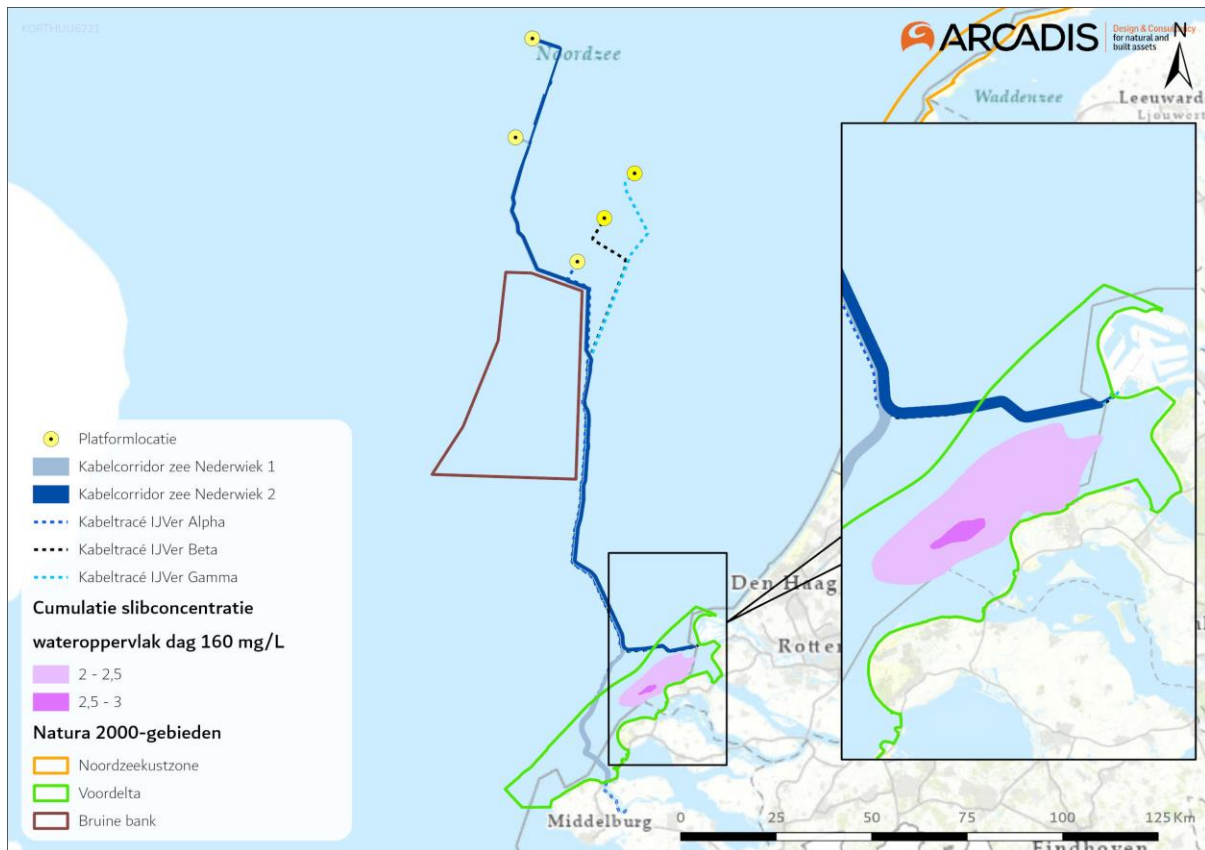 KORTHUU6221
ARCADIS
Design & Consultancy
for natural and
built assets
N
Noordzee
Waddenzee
Leeuward
Ljouwert
Platformlocatie
Kabelcorridor zee Nederwiek 1
Kabelcorridor zee Nederwiek 2
Kabeltracé IJVer Alpha
Kabeltracé IJVer Beta
Kabeltracé IJVer Gamma
Cumulatie slibconcentratie
wateroppervlak dag 160 mg/L
2 - 2,5
2,5 - 3
Natura 2000-gebieden
Noordzeekustzone
Voordelta
Bruine bank
Den Haag
Rotter
Middelburg
Eindhoven
0 25 50 75 100 125 Km